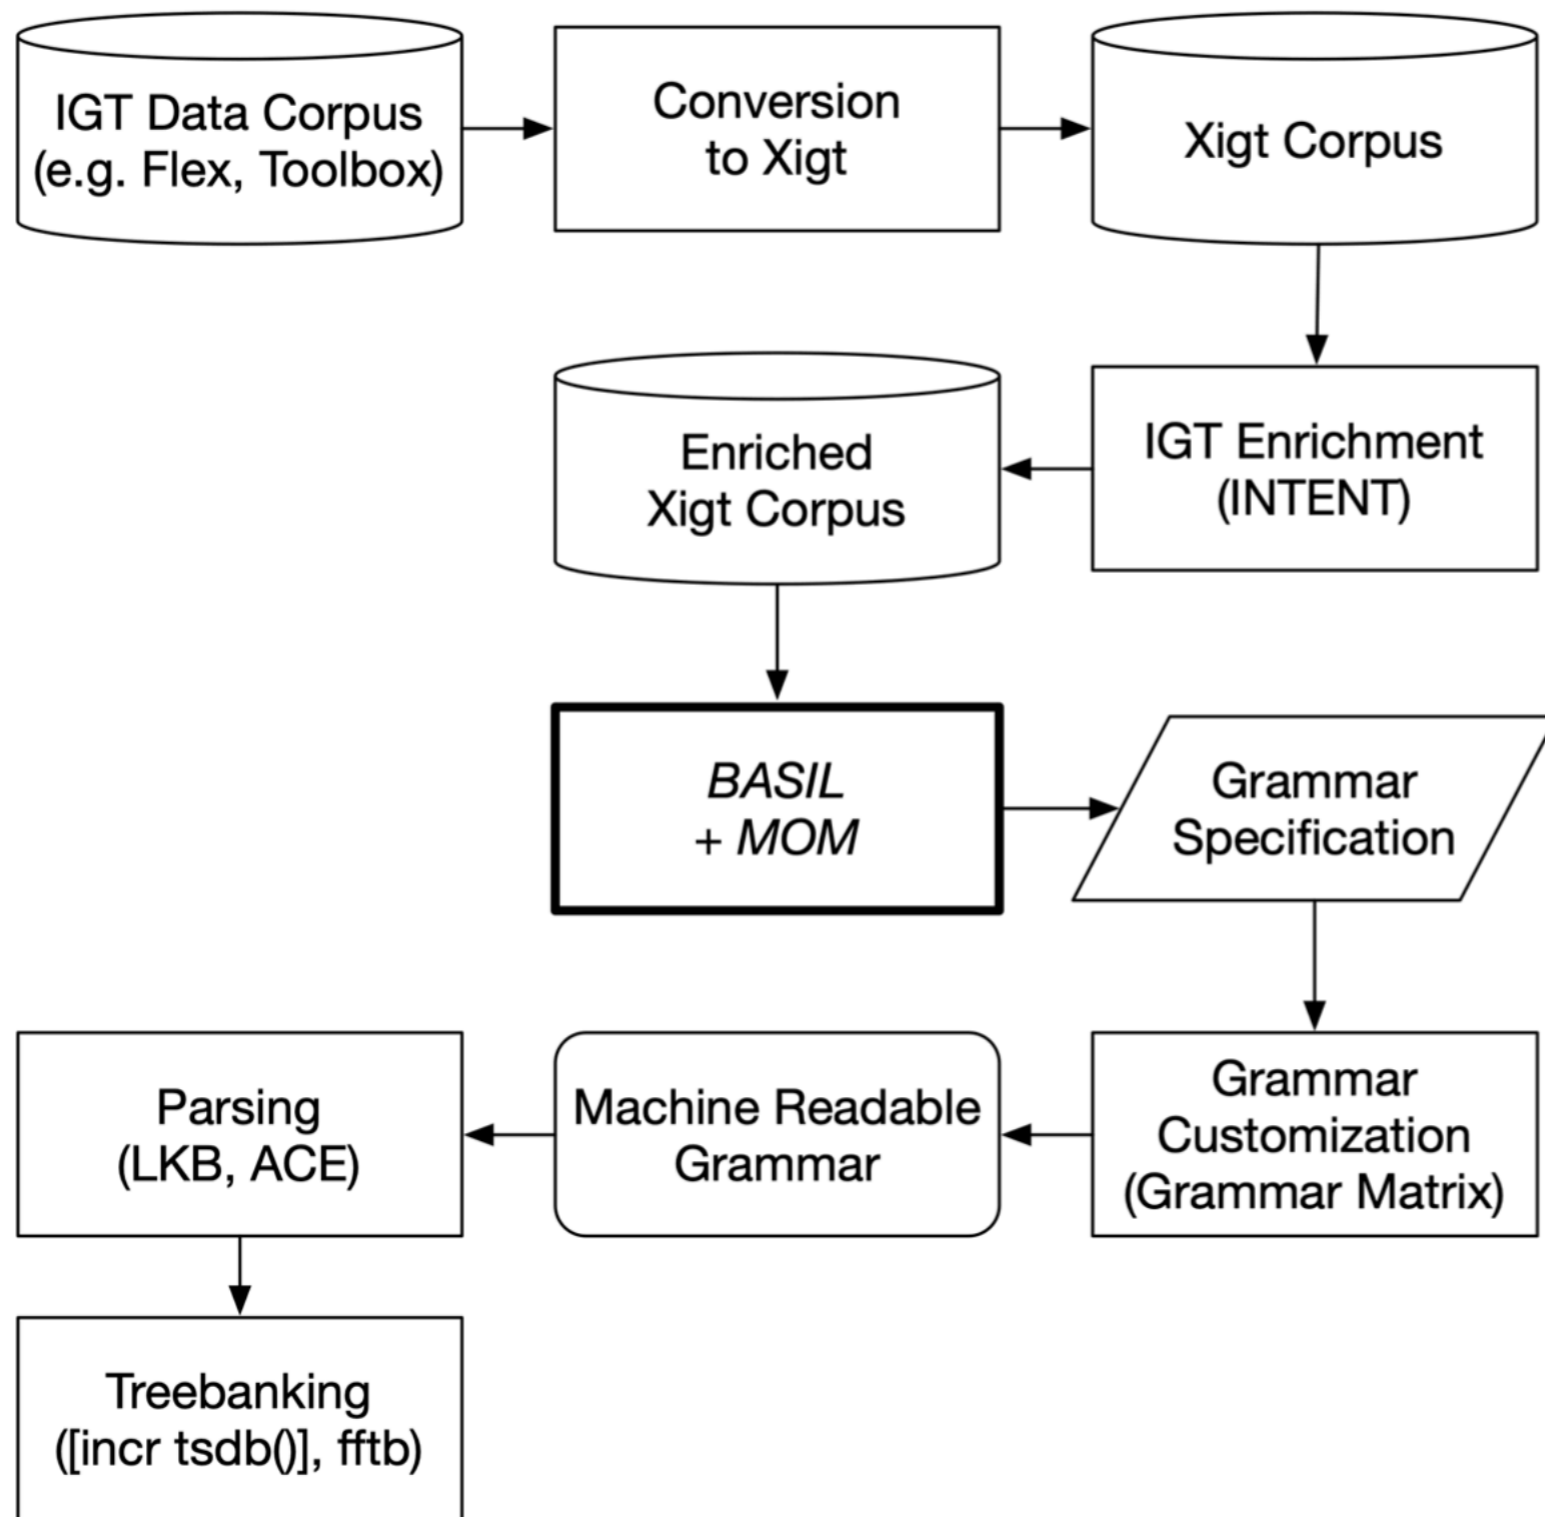 IGT Data Corpus
(e.g. Flex, Toolbox)
Conversion
to Xigt
Xigt Corpus
IGT Enrichment
(INTENT)
Enriched
Xigt Corpus
BASIL
+ MOM
Grammar
Specification
Grammar
Customization
(Grammar Matrix)
Machine Readable
Grammar
Parsing
(LKB, ACE)
Treebanking
([incr tsdb()], fftb)